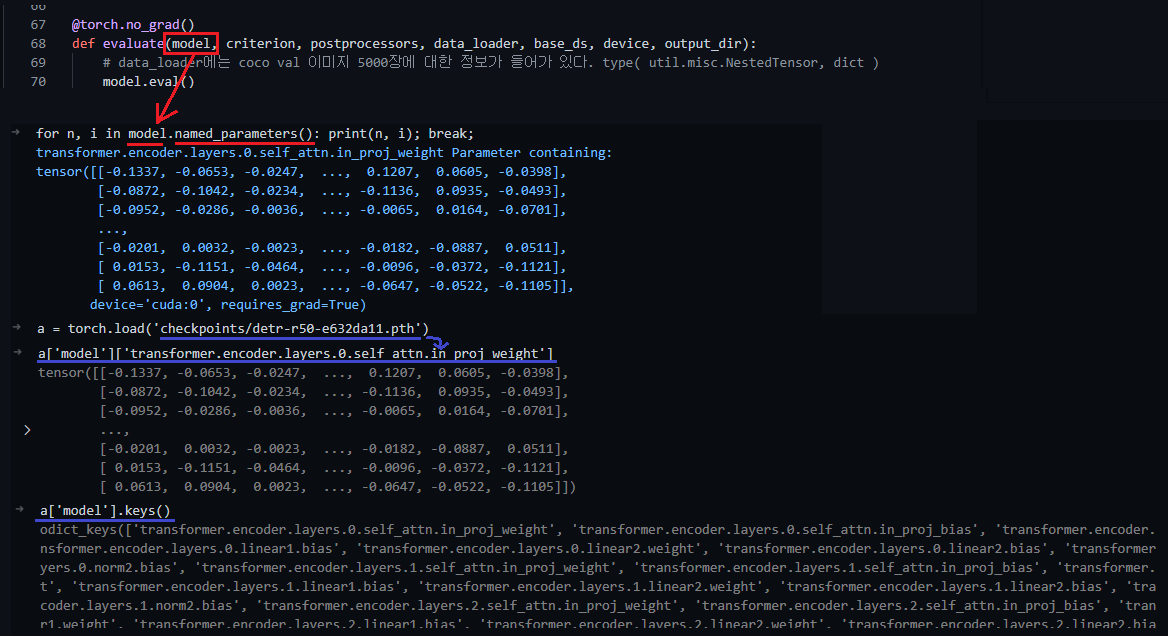 66
67 @torch.no_grad()
68 def evaluate(model, criterion, postprocessors, data_loader, base_ds, device, output_dir):
69 # data_loader에는 coco val 이미지 5000장에 대한 정보가 들어가 있다. type( util.misc.NestedTensor, dict )
70 model.eval()
for n, i in model.named_parameters(): print(n, i); break;
transformer.encoder.layers.0.self_attn.in_proj_weight Parameter containing:
tensor([[-0.1337, -0.0653, -0.0247, ..., 0.1207, 0.0605, -0.0398],
[-0.0872, -0.1042, -0.0234, ..., -0.1136, 0.0935, -0.0493],
[-0.0952, -0.0286, -0.0036, ..., -0.0065, 0.0164, -0.0701],
...,
[-0.0201, 0.0032, -0.0023, ..., -0.0182, -0.0887, 0.0511],
[ 0.0153, -0.1151, -0.0464, ..., -0.0096, -0.0372, -0.1121],
[ 0.0613, 0.0904, 0.0023, ..., -0.0647, -0.0522, -0.1105]],
device='cuda:0', requires_grad=True)
a = torch.load('checkpoints/detr-r50-e632da11.pth')
a['model']['transformer.encoder.layers.0.self_attn.in_proj_weight']
tensor([[-0.1337, -0.0653, -0.0247, ..., 0.1207, 0.0605, -0.0398],
[-0.0872, -0.1042, -0.0234, ..., -0.1136, 0.0935, -0.0493],
[-0.0952, -0.0286, -0.0036, ..., -0.0065, 0.0164, -0.0701],
...,
[-0.0201, 0.0032, -0.0023, ..., -0.0182, -0.0887, 0.0511],
[ 0.0153, -0.1151, -0.0464, ..., -0.0096, -0.0372, -0.1121],
[ 0.0613, 0.0904, 0.0023, ..., -0.0647, -0.0522, -0.1105]])
a['model'].keys()
odict_keys(['transformer.encoder.layers.0.self_attn.in_proj_weight', 'transformer.encoder.layers.0.self_attn.in_proj_bias', 'transformer.encoder.
nsformer.encoder.layers.0.linear1.bias', 'transformer.encoder.layers.0.linear2.weight', 'transformer.encoder.layers.0.linear2.bias', 'transformer
yers.0.norm2.bias', 'transformer.encoder.layers.1.self_attn.in_proj_weight', 'transformer.encoder.layers.1.self_attn.in_proj_bias', 'transformer.
t', 'transformer.encoder.layers.1.linear1.bias', 'transformer.encoder.layers.1.linear2.weight', 'transformer.encoder.layers.1.linear2.bias', 'tra
coder.layers.1.norm2.bias', 'transformer.encoder.layers.2.self_attn.in_proj_weight', 'transformer.encoder.layers.2.self_attn.in_proj_bias', 'tran
r1.weight', 'transformer.encoder.layers.2.linear1.bias', 'transformer.encoder.layers.2.linear2.weight', 'transformer.encoder.layers.2.linear2.bia